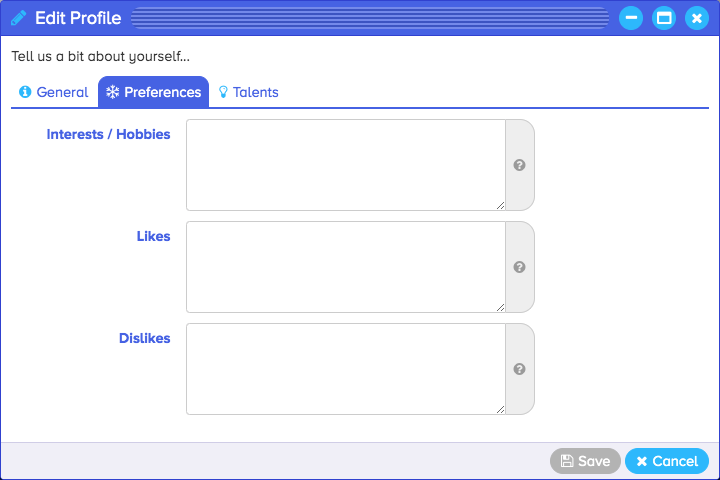 Edit Profile
Tell us a bit about yourself...
General Preferences Talents
Interests / Hobbies
Likes
Dislikes
Save Cancel